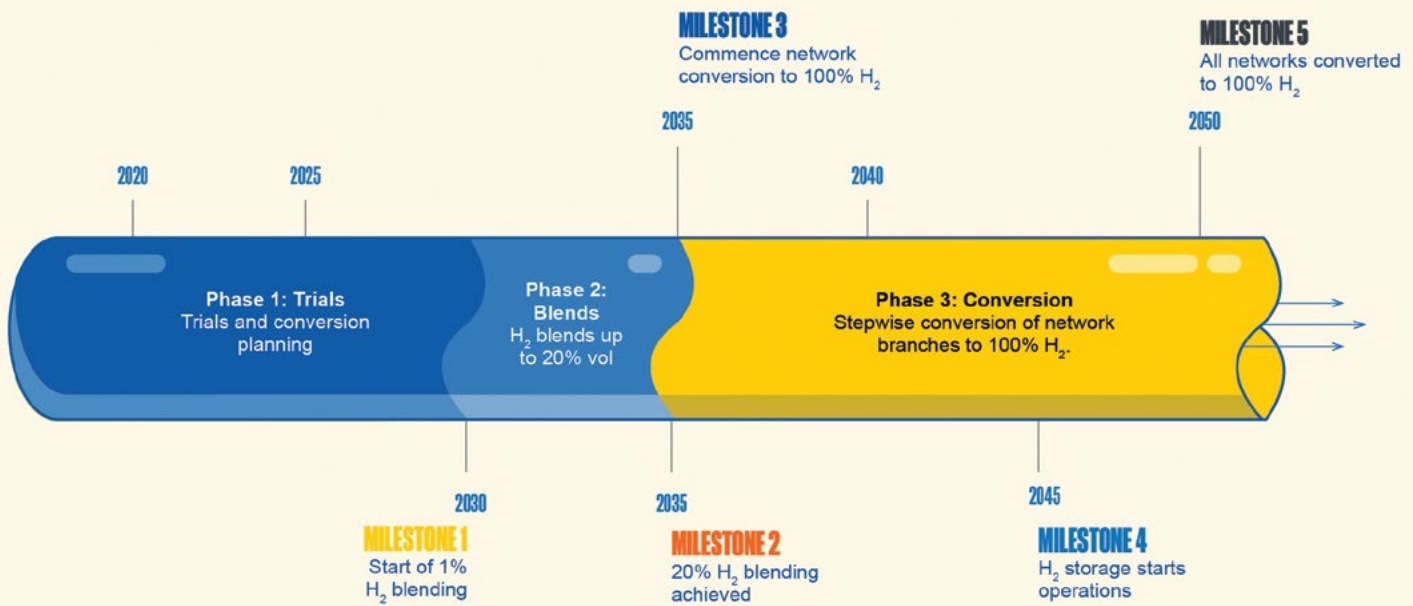 MILESTONE 3
Commence network
conversion to 100% H₂
2035
MILESTONE 5
All networks converted
to 100% H₂
2050
2020
2025
2040
Phase 1: Trials
Trials and conversion
planning
Phase 2:
Blends
H₂ blends up
to 20% vol
Phase 3: Conversion
Stepwise conversion of network
branches to 100% H₂.
2030
MILESTONE 1
Start of 1%
H₂ blending
2035
MILESTONE 2
20% H₂ blending
achieved
2045
MILESTONE 4
H₂ storage starts
operations